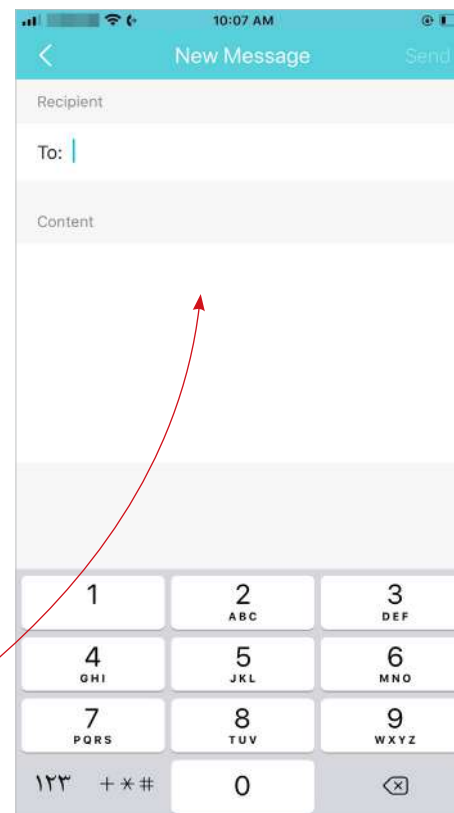 10:07 AM
New Message Send
Recipient
To:
Content
1 2 3
ABC DEF
4 5 6
GHI JKL MNO
7 8 9
PQRS TUV WXYZ
١٢٣ + * # 0